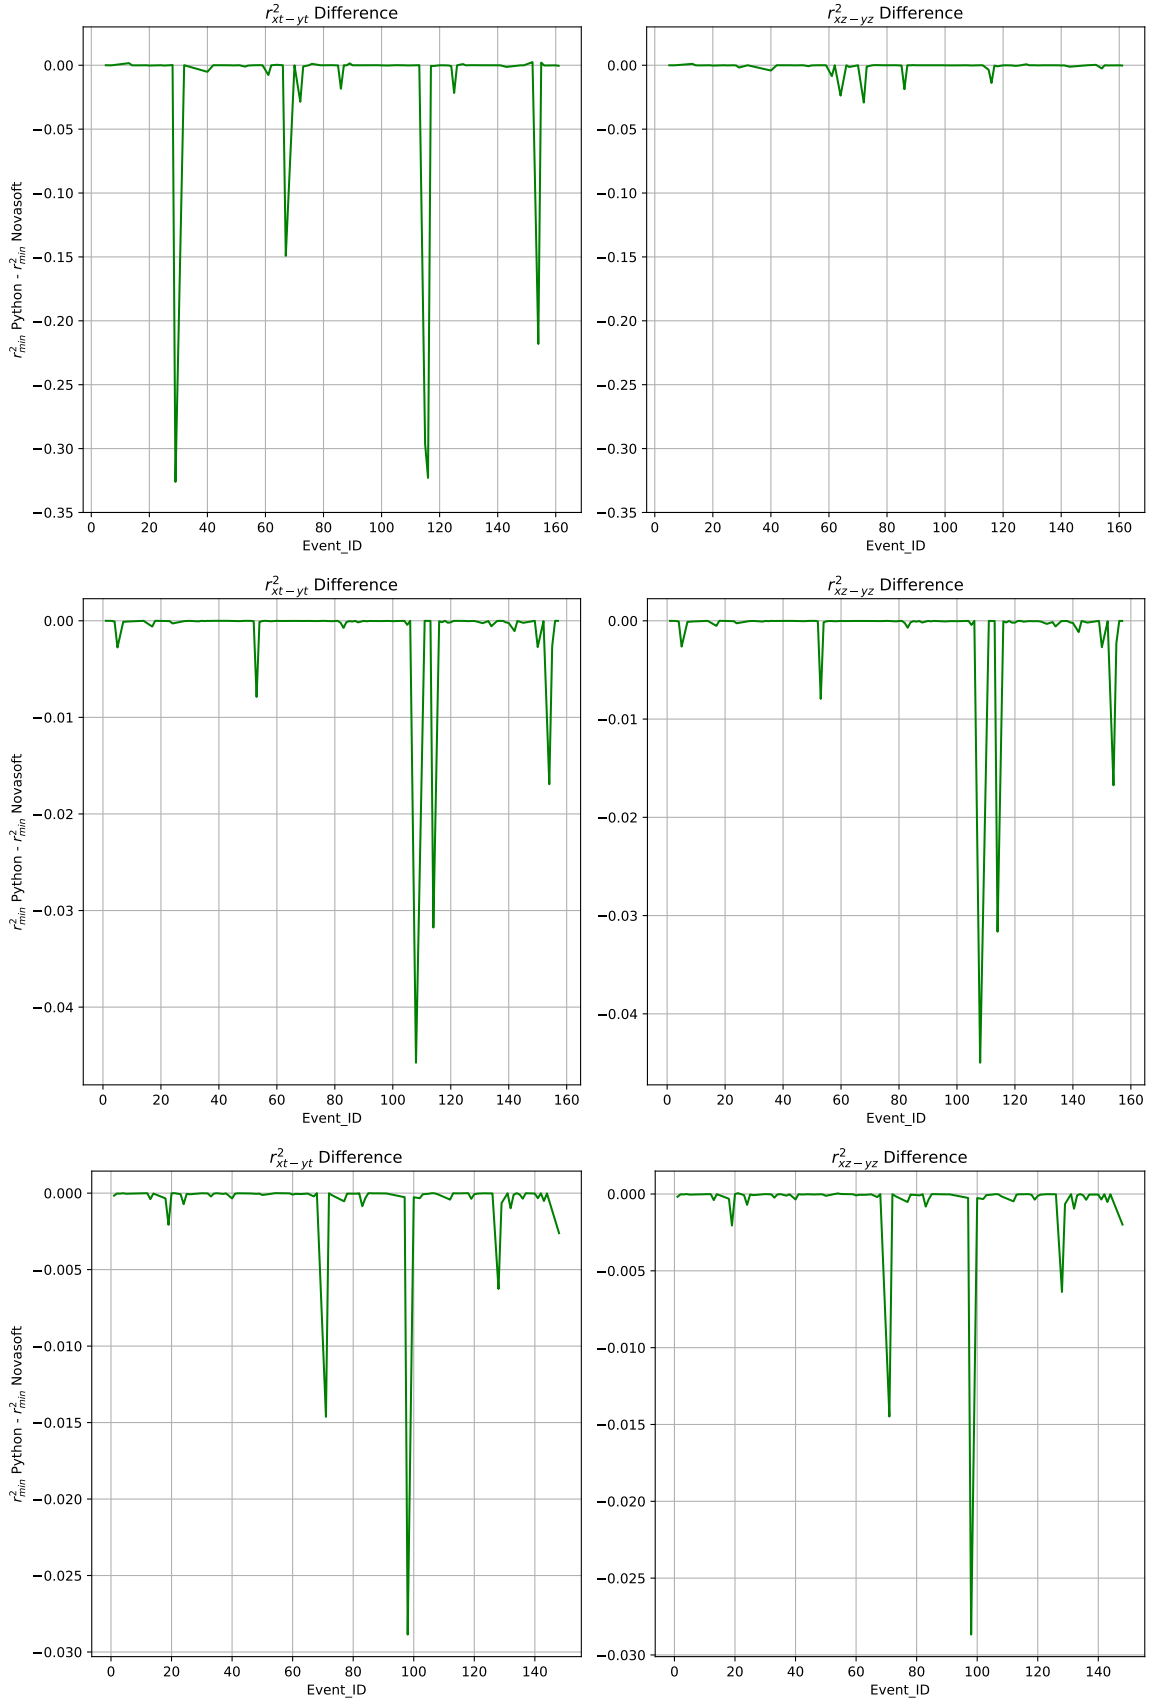 r²xt−yt Difference
r²min Python - r²min Novasoft
0.00
−0.05
−0.10
−0.15
−0.20
−0.25
−0.30
−0.35
0 20 40 60 80 100 120 140 160
Event_ID
r²xz−yz Difference
0.00
−0.05
−0.10
−0.15
−0.20
−0.25
−0.30
−0.35
0 20 40 60 80 100 120 140 160
Event_ID
r²xt−yt Difference
r²min Python - r²min Novasoft
0.00
−0.01
−0.02
−0.03
−0.04
0 20 40 60 80 100 120 140 160
Event_ID
r²xz−yz Difference
0.00
−0.01
−0.02
−0.03
−0.04
0 20 40 60 80 100 120 140 160
Event_ID
r²xt−yt Difference
r²min Python - r²min Novasoft
0.000
−0.005
−0.010
−0.015
−0.020
−0.025
−0.030
0 20 40 60 80 100 120 140
Event_ID
r²xz−yz Difference
0.000
−0.005
−0.010
−0.015
−0.020
−0.025
−0.030
0 20 40 60 80 100 120 140
Event_ID